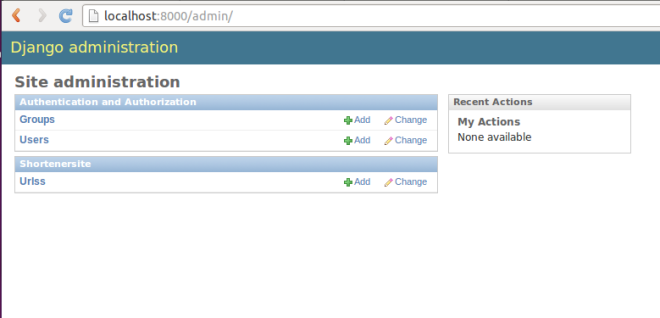 localhost:8000/admin/
Django administration
Site administration
Authentication and Authorization
Groups Add Change
Users Add Change
Shortenersite
Urlss Add Change
Recent Actions
My Actions
None available